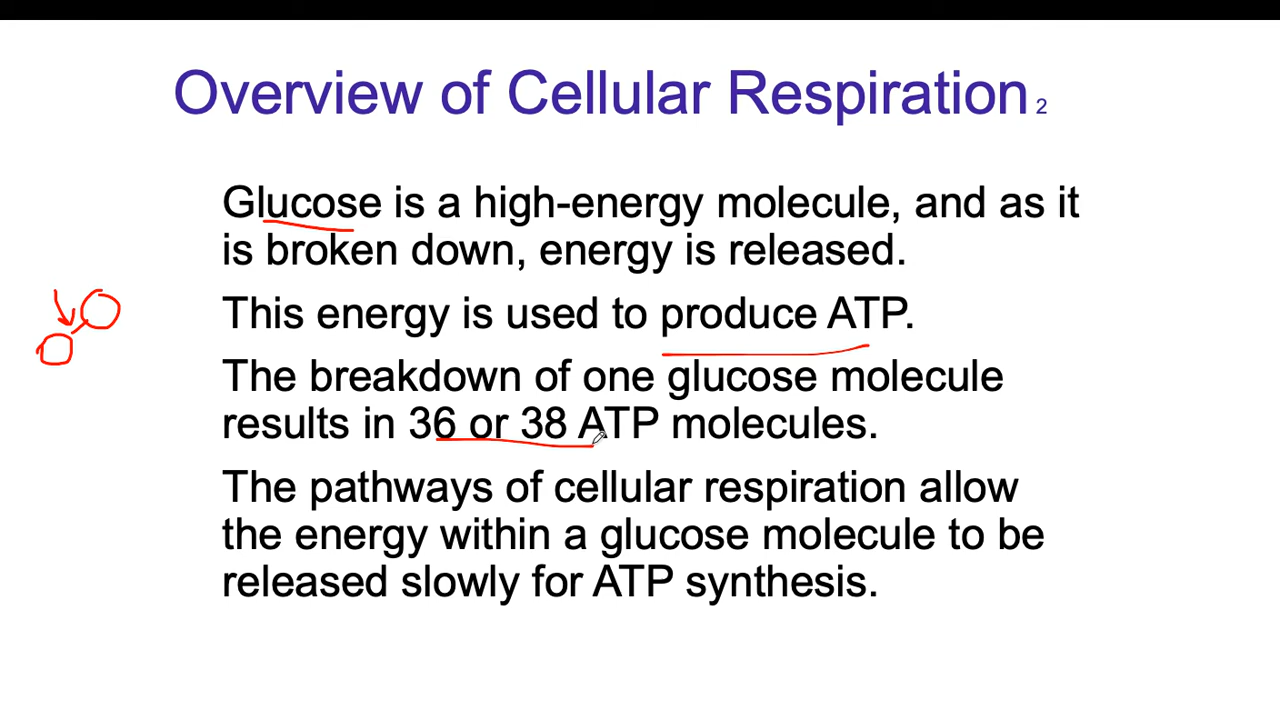 Overview of Cellular Respiration 2
Glucose is a high-energy molecule, and as it
is broken down, energy is released.
This energy is used to produce ATP.
The breakdown of one glucose molecule
results in 36 or 38 ATP molecules.
The pathways of cellular respiration allow
the energy within a glucose molecule to be
released slowly for ATP synthesis.